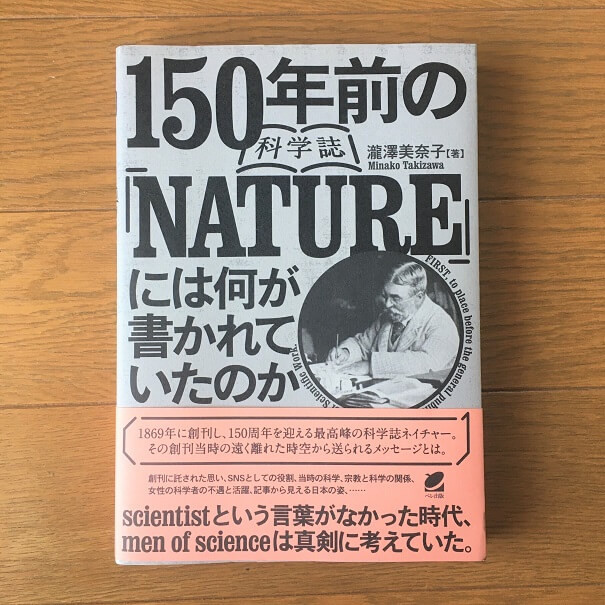 150年前の
科学誌
瀧澤美奈子[著]
Minako Takizawa
「NATURE」
には何が
書かれて
いたのか
FIRST, to place before the general publi
Scientific Work
1869年に創刊し、150周年を迎える最高峰の科学誌ネイチャー。
その創刊当時の遠く離れた時空から送られるメッセージとは。
創刊に託された思い、SNSとしての役割、当時の科学、宗教と科学の関係、
女性の科学者の不遇と活躍、記事から見える日本の姿、……
ベレ出版
scientistという言葉がなかった時代、
men of scienceは真剣に考えていた。